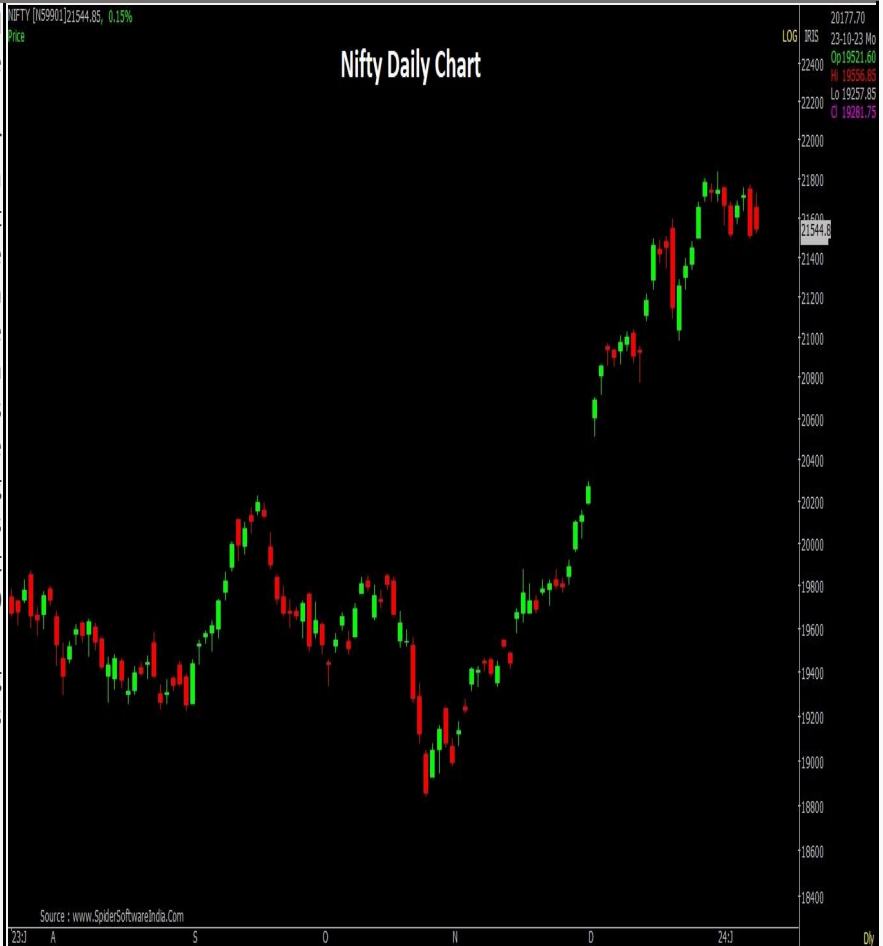 NIFTY [N59901]21544.85, 0.15%
Price
Nifty Daily Chart
LOG IRIS
20177.70
23-10-23 Mo
Op19521.60
Hi 19556.85
Lo 19257.85
Cl 19281.75
22400
22200
22000
21800
21600
21544.8
21400
21200
21000
20800
20600
20400
20200
20000
19800
19600
19400
19200
19000
18800
18600
18400
Source : www.SpiderSoftwareIndia.Com
'23:J A S O N D 24:J
Dly